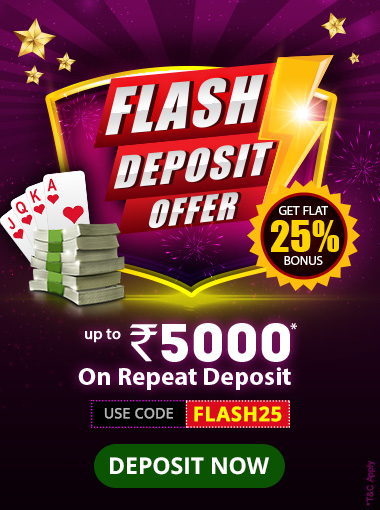 FLASH
DEPOSIT
OFFER
J Q K A
GET FLAT
25%
BONUS
up to ₹5000*
On Repeat Deposit
USE CODE FLASH25
DEPOSIT NOW
*T&C Apply